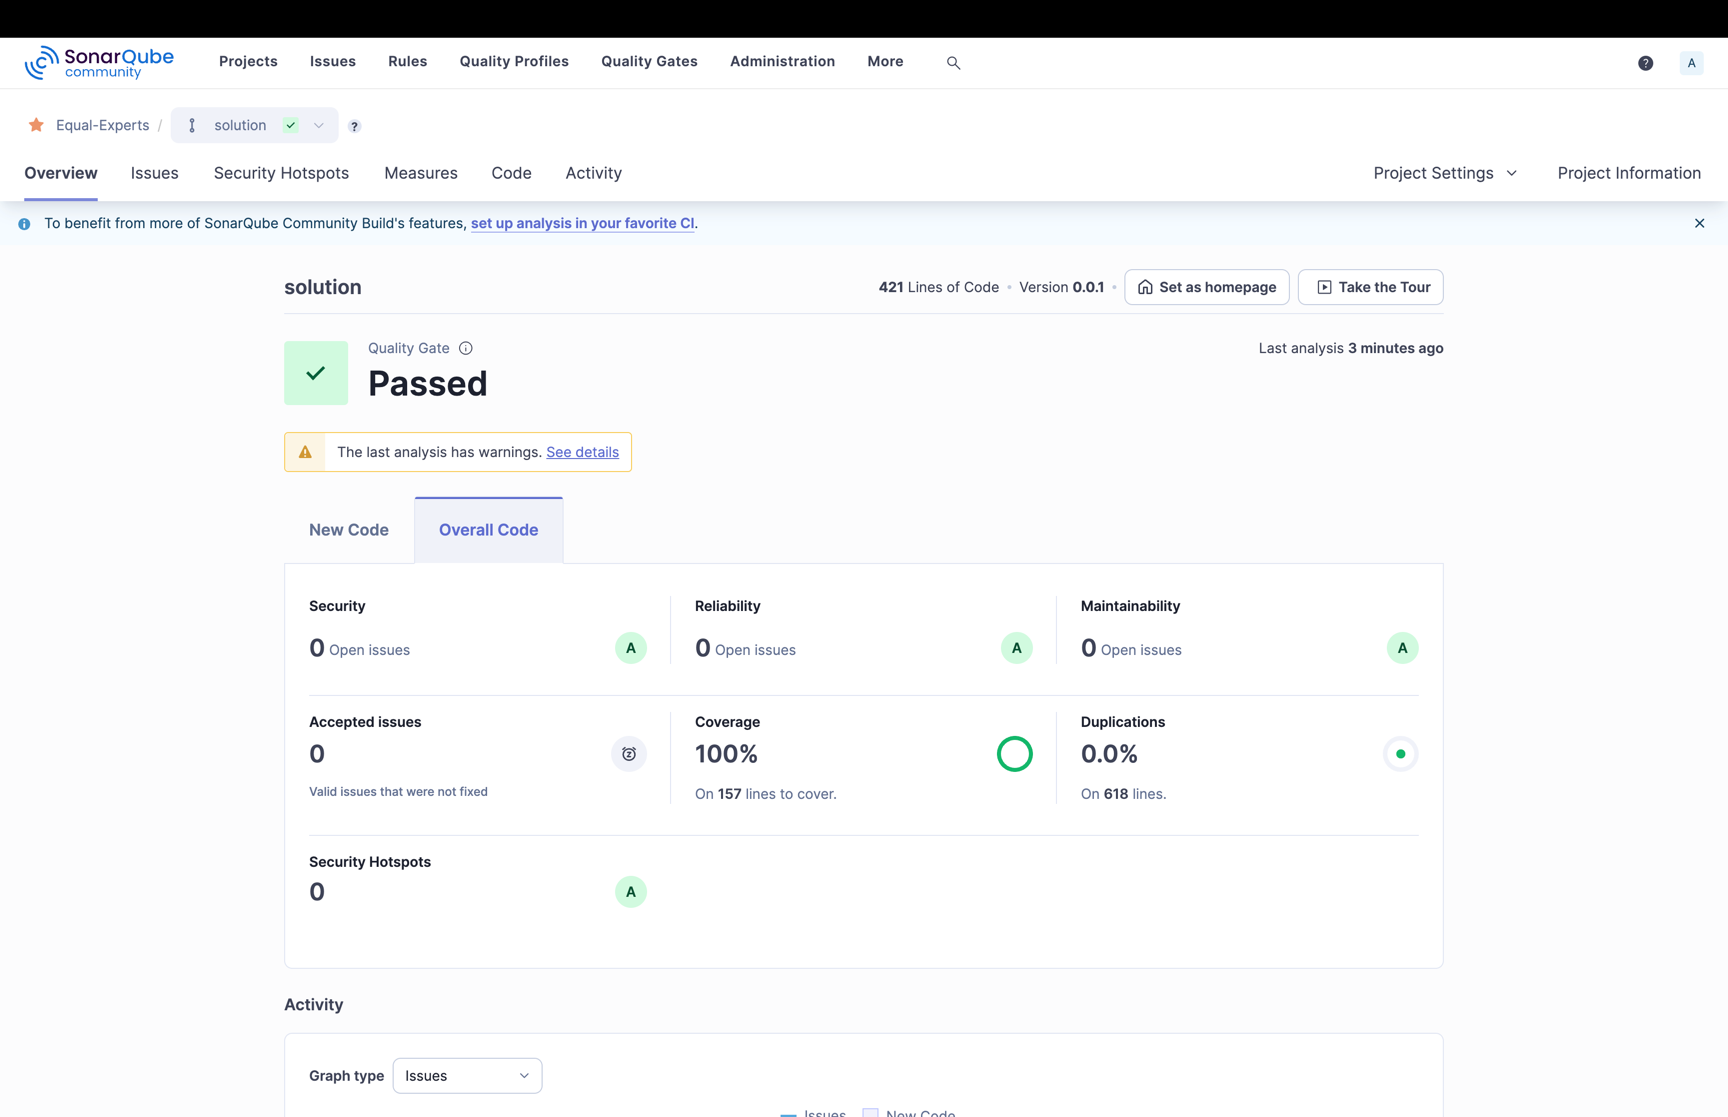 SonarQube
community
Projects
Issues
Rules
Quality Profiles
Quality Gates
Administration
More
?
A
Equal-Experts /
solution
?
Overview
Issues
Security Hotspots
Measures
Code
Activity
Project Settings
Project Information
To benefit from more of SonarQube Community Build's features, set up analysis in your favorite CI.
solution
421 Lines of Code • Version 0.0.1 •
Set as homepage
Take the Tour
Quality Gate
Passed
Last analysis 3 minutes ago
The last analysis has warnings. See details
New Code
Overall Code
Security
0 Open issues
A
Reliability
0 Open issues
A
Maintainability
0 Open issues
A
Accepted issues
0
Valid issues that were not fixed
Coverage
100%
On 157 lines to cover.
Duplications
0.0%
On 618 lines.
Security Hotspots
0
A
Activity
Graph type
Issues
Issues
New Code